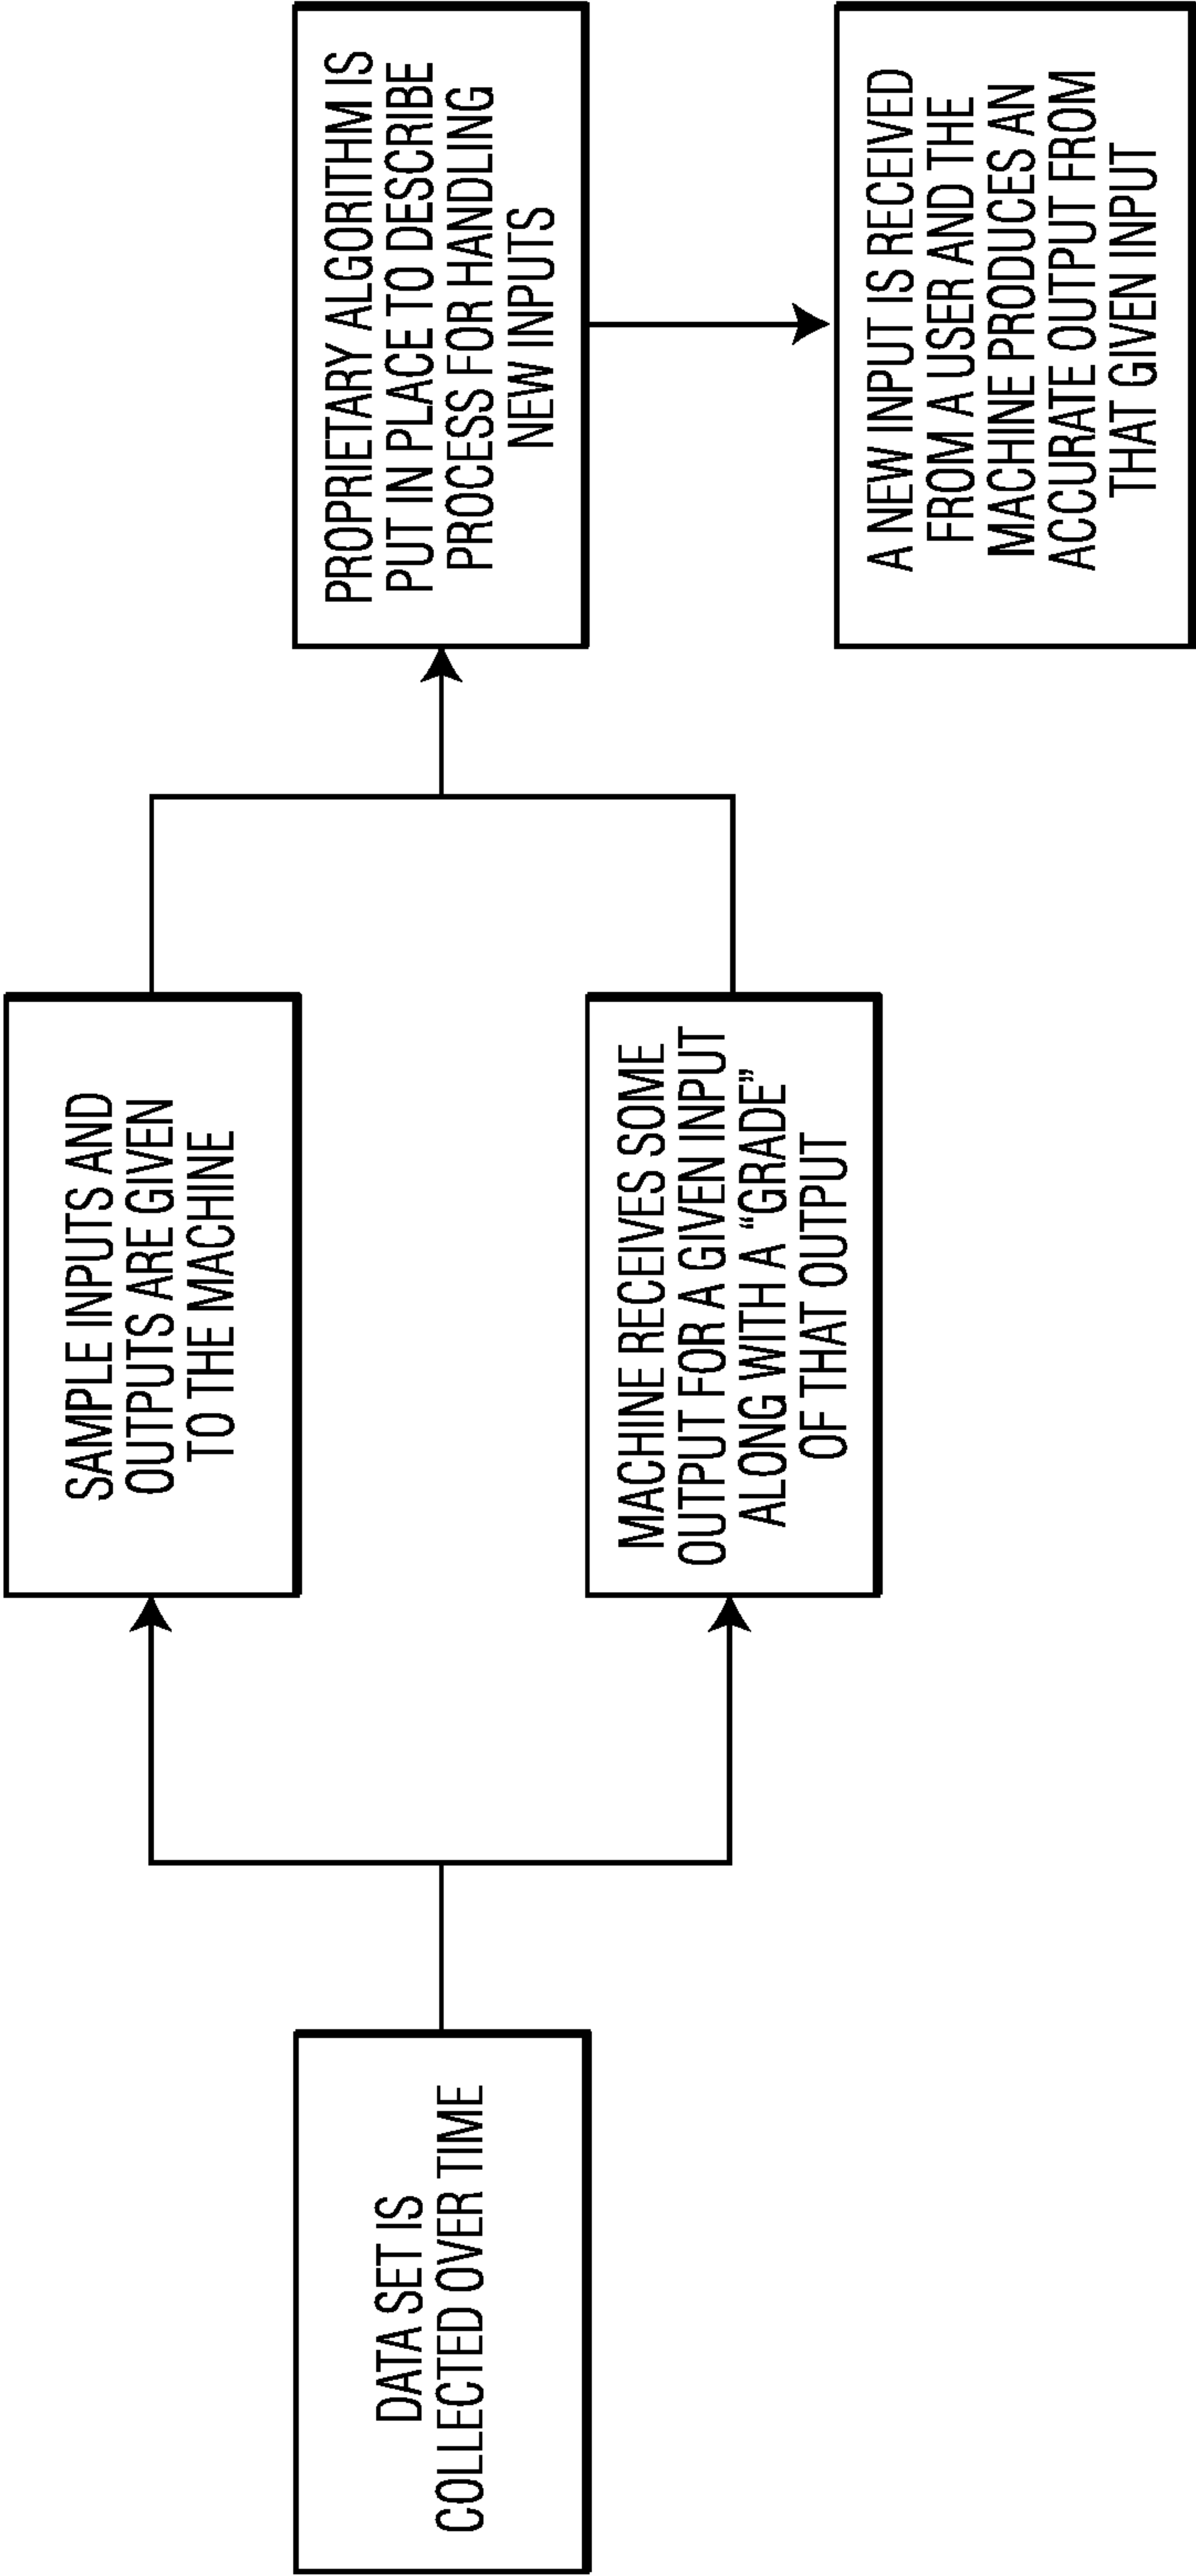 DATA SET IS
COLLECTED OVER TIME
SAMPLE INPUTS AND
OUTPUTS ARE GIVEN
TO THE MACHINE
MACHINE RECEIVES SOME
OUTPUT FOR A GIVEN INPUT
ALONG WITH A “GRADE”
OF THAT OUTPUT
PROPRIETARY ALGORITHM IS
PUT IN PLACE TO DESCRIBE
PROCESS FOR HANDLING
NEW INPUTS
A NEW INPUT IS RECEIVED
FROM A USER AND THE
MACHINE PRODUCES AN
ACCURATE OUTPUT FROM
THAT GIVEN INPUT